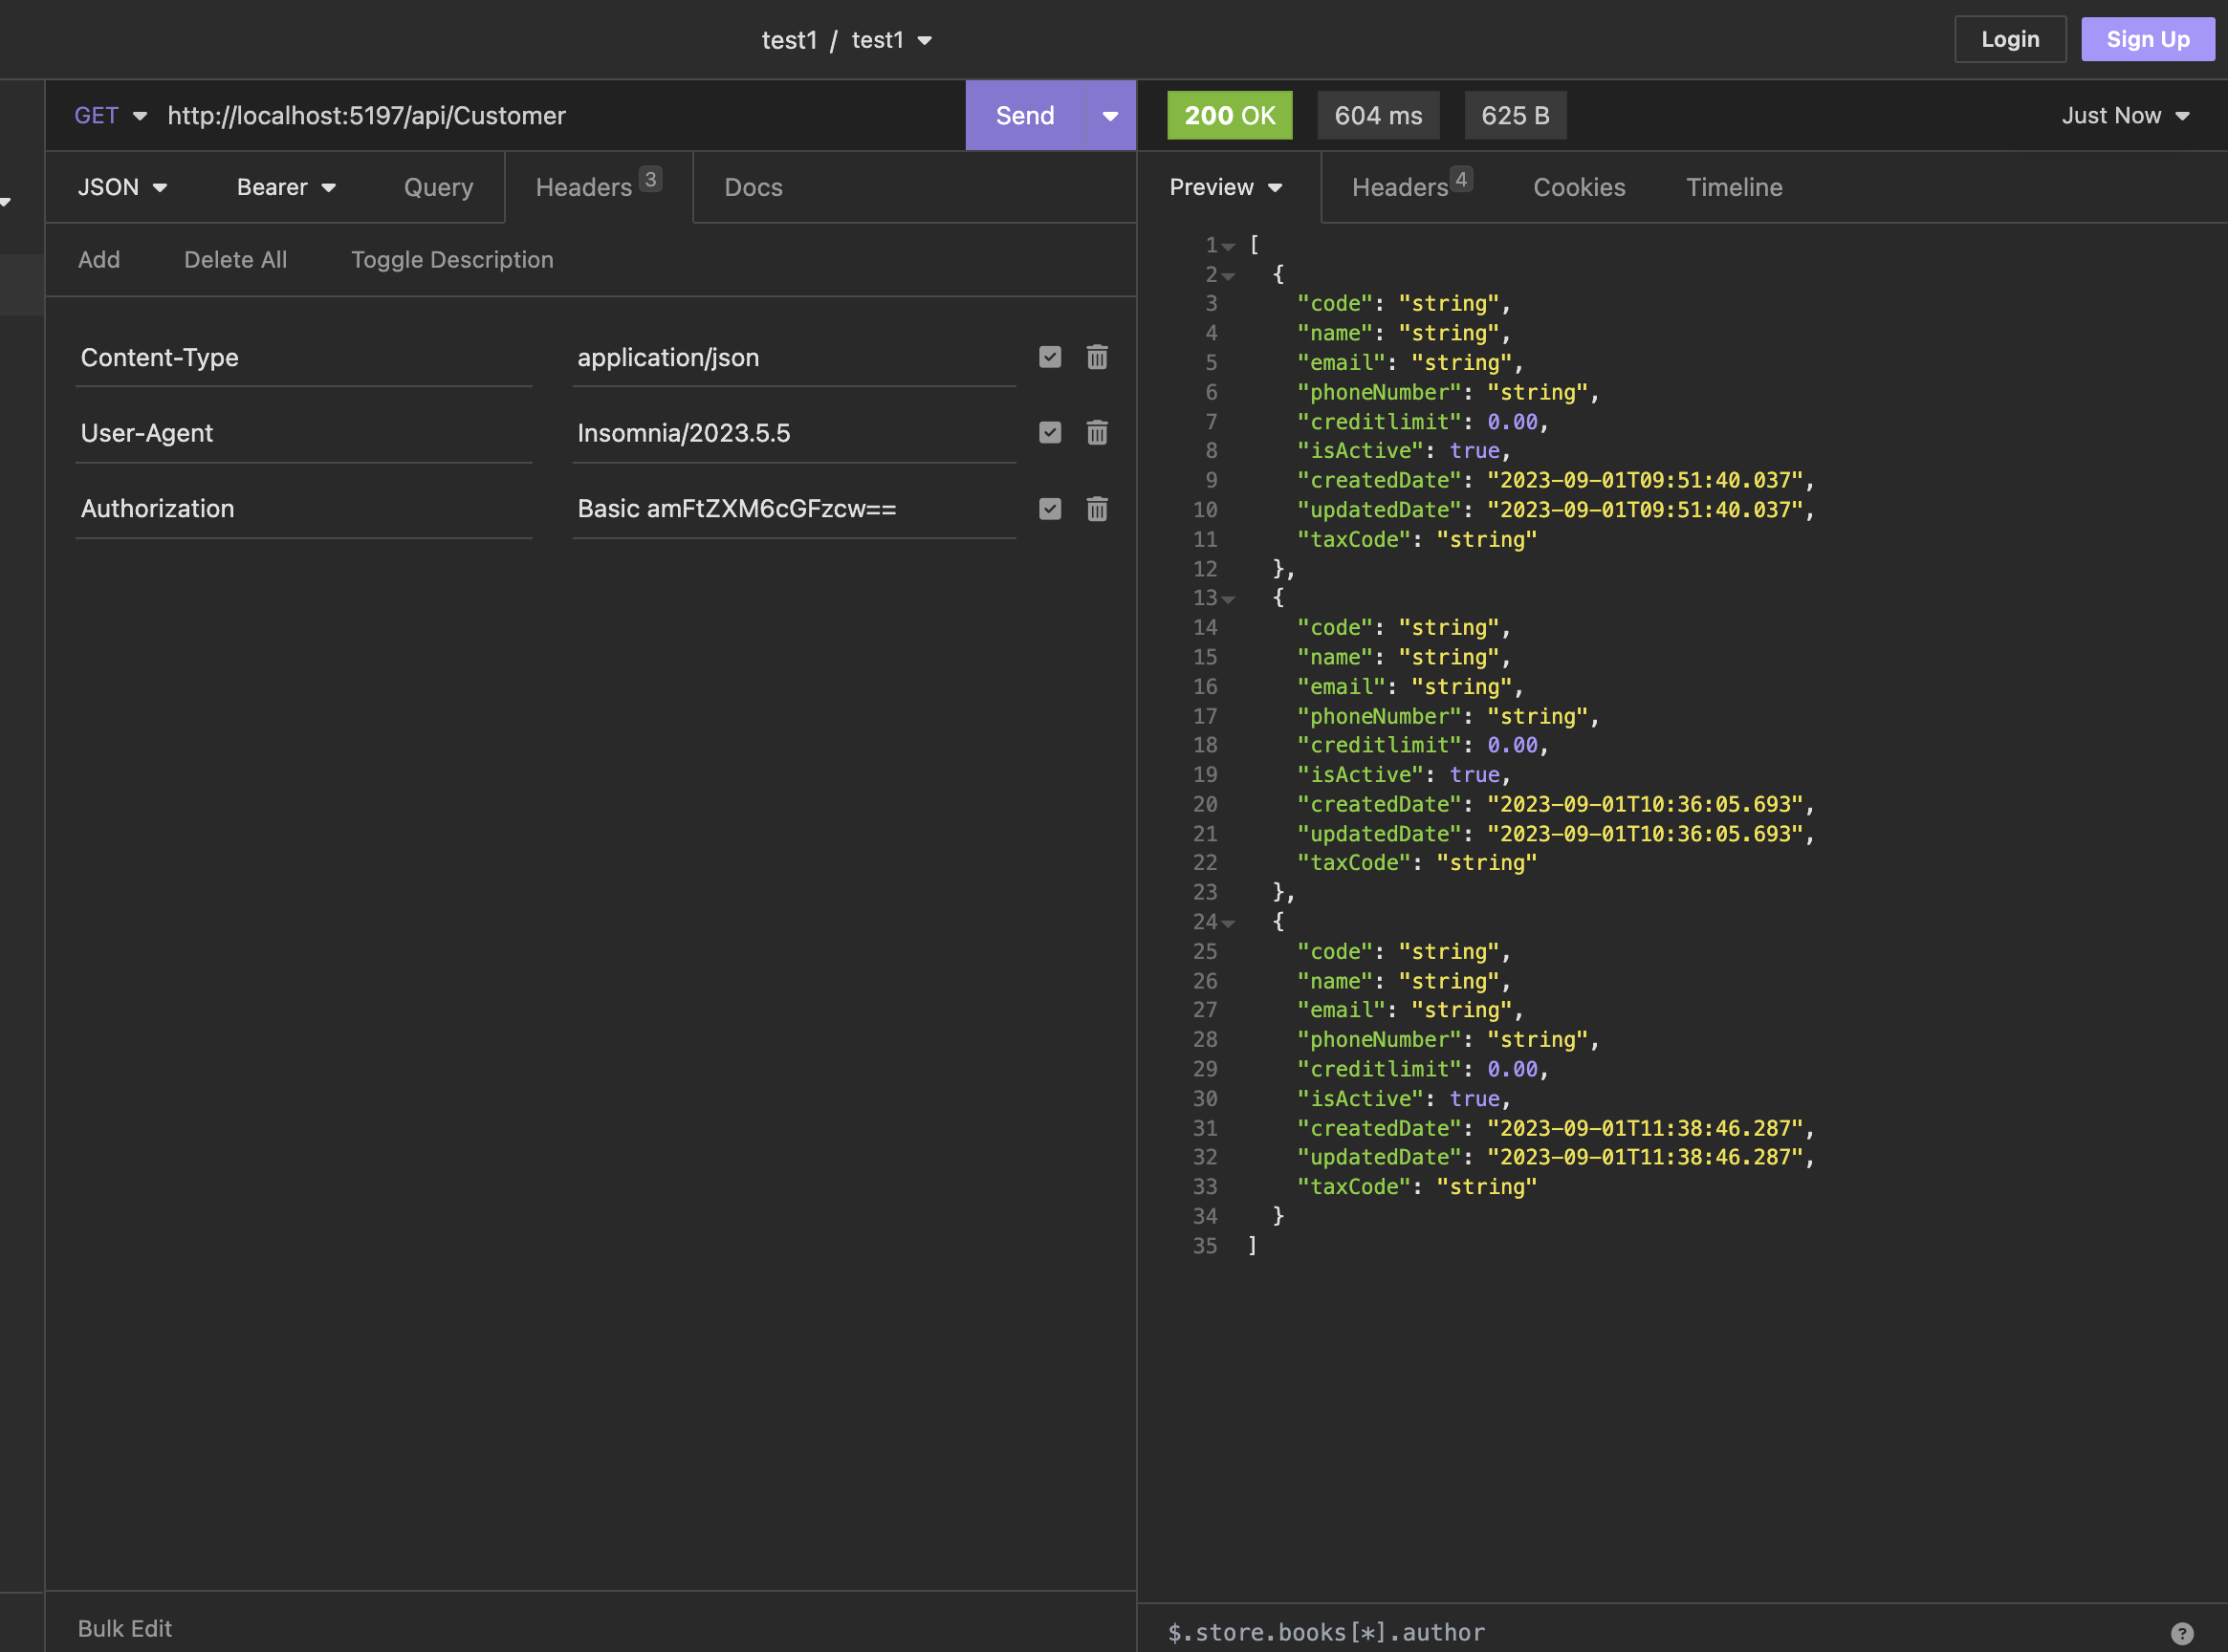 test1 / test1
Login
Sign Up
GET
http://localhost:5197/api/Customer
Send
200 OK
604 ms
625 B
Just Now
JSON
Bearer
Query
Headers 3
Docs
Add
Delete All
Toggle Description
Content-Type
application/json
User-Agent
Insomnia/2023.5.5
Authorization
Basic amFtZXM6cGFzcw==
Bulk Edit
Preview
Headers 4
Cookies
Timeline
1 [
2 {
3 "code": "string",
4 "name": "string",
5 "email": "string",
6 "phoneNumber": "string",
7 "creditlimit": 0.00,
8 "isActive": true,
9 "createdDate": "2023-09-01T09:51:40.037",
10 "updatedDate": "2023-09-01T09:51:40.037",
11 "taxCode": "string"
12 },
13 {
14 "code": "string",
15 "name": "string",
16 "email": "string",
17 "phoneNumber": "string",
18 "creditlimit": 0.00,
19 "isActive": true,
20 "createdDate": "2023-09-01T10:36:05.693",
21 "updatedDate": "2023-09-01T10:36:05.693",
22 "taxCode": "string"
23 },
24 {
25 "code": "string",
26 "name": "string",
27 "email": "string",
28 "phoneNumber": "string",
29 "creditlimit": 0.00,
30 "isActive": true,
31 "createdDate": "2023-09-01T11:38:46.287",
32 "updatedDate": "2023-09-01T11:38:46.287",
33 "taxCode": "string"
34 }
35 ]
$.store.books[*].author
?